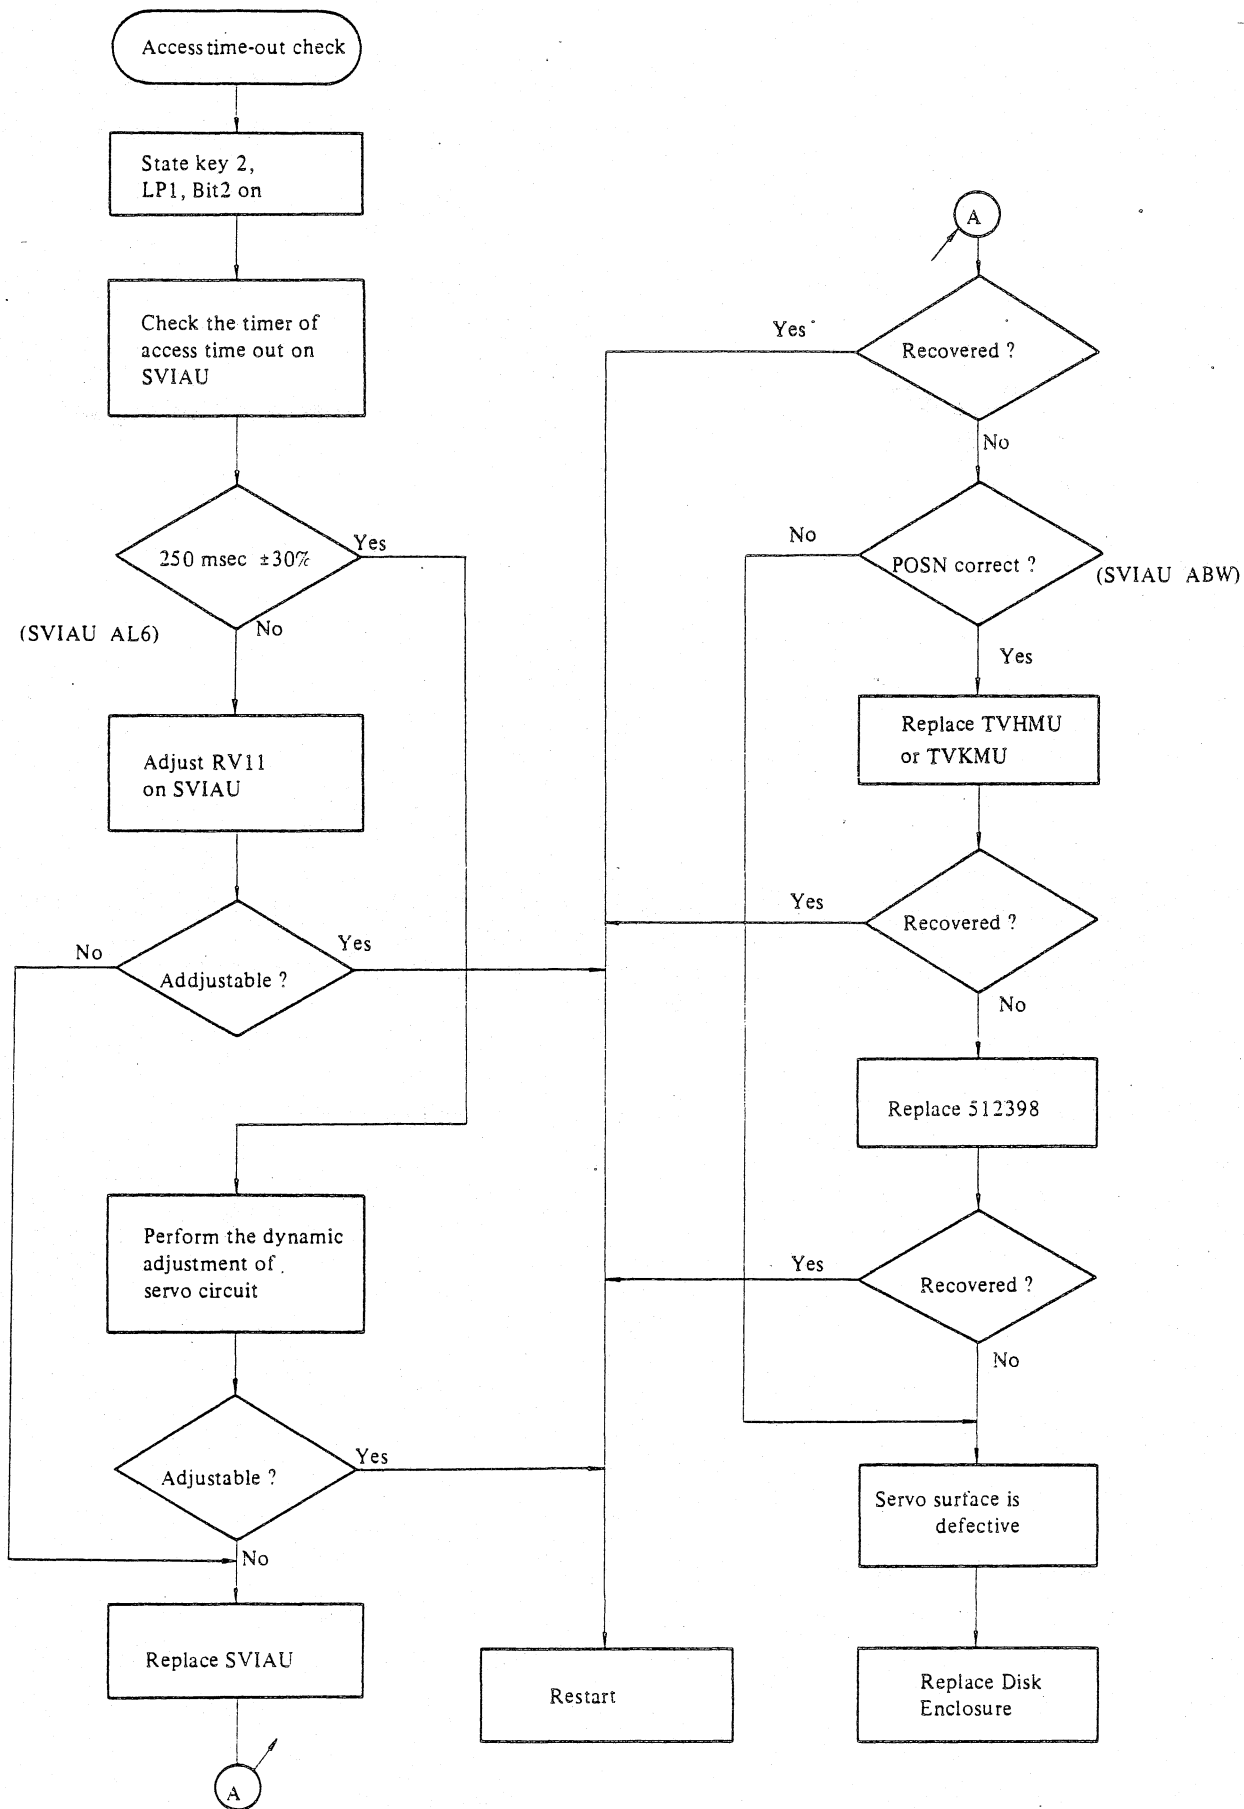 Access time-out check
State key 2,
LP1, Bit2 on
Check the timer of
access time out on
SVIAU
250 msec ±30%
Yes
(SVIAU AL6)
No
Adjust RV11
on SVIAU
Addjustable ?
No
Yes
Perform the dynamic
adjustment of
servo circuit
Adjustable ?
Yes
No
Replace SVIAU
A
Restart
A
Recovered ?
Yes
No
POSN correct ?
No
(SVIAU ABW)
Yes
Replace TVHMU
or TVKMU
Recovered ?
Yes
No
Replace 512398
Recovered ?
Yes
No
Servo surface is
defective
Replace Disk
Enclosure